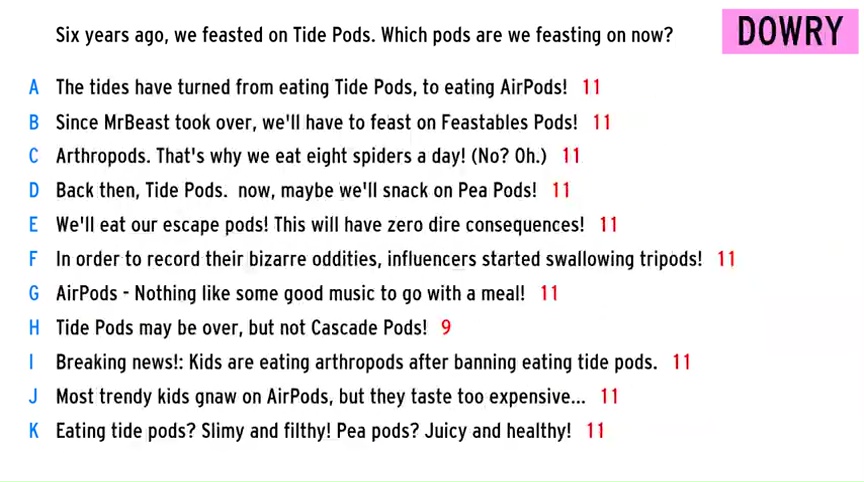 Six years ago, we feasted on Tide Pods. Which pods are we feasting on now?
DOWRY
A The tides have turned from eating Tide Pods, to eating AirPods! 11
B Since MrBeast took over, we'll have to feast on Feastables Pods! 11
C Arthropods. That's why we eat eight spiders a day! (No? Oh.) 11
D Back then, Tide Pods. now, maybe we'll snack on Pea Pods! 11
E We'll eat our escape pods! This will have zero dire consequences! 11
F In order to record their bizarre oddities, influencers started swallowing tripods! 11
G AirPods - Nothing like some good music to go with a meal! 11
H Tide Pods may be over, but not Cascade Pods! 9
I Breaking news!: Kids are eating arthropods after banning eating tide pods. 11
J Most trendy kids gnaw on AirPods, but they taste too expensive... 11
K Eating tide pods? Slimy and filthy! Pea pods? Juicy and healthy! 11